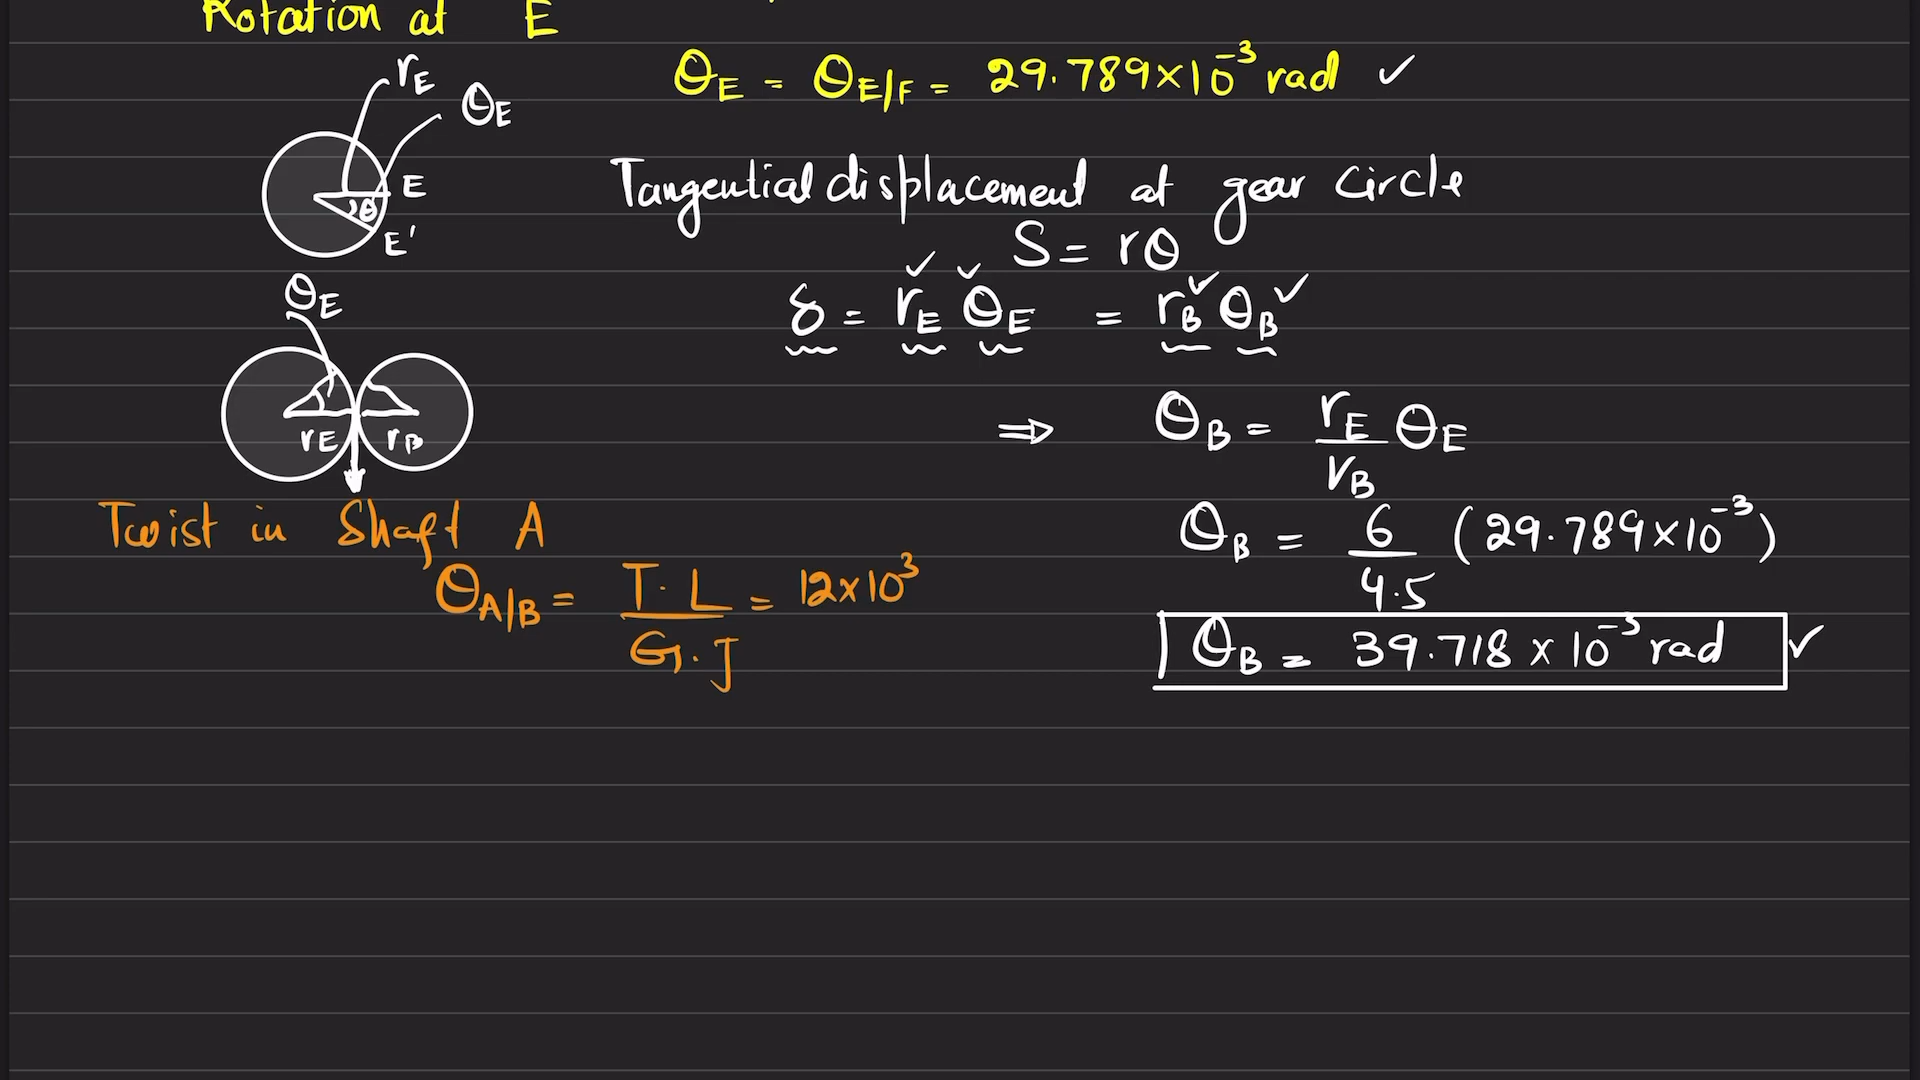 Rotation at E
θE = θE/F = 29.789×10⁻³ rad ✓
rE
θE
E
θ
E'
Tangential displacement at gear circle
S = rθ
δ = rE θE = rB θB
θE
rE rB
⇒ θB = rE/rB θE
θB = 6/4.5 (29.789×10⁻³)
θB = 39.718 × 10⁻³ rad ✓
Twist in Shaft A
θA/B = T.L/G.J = 12×10³